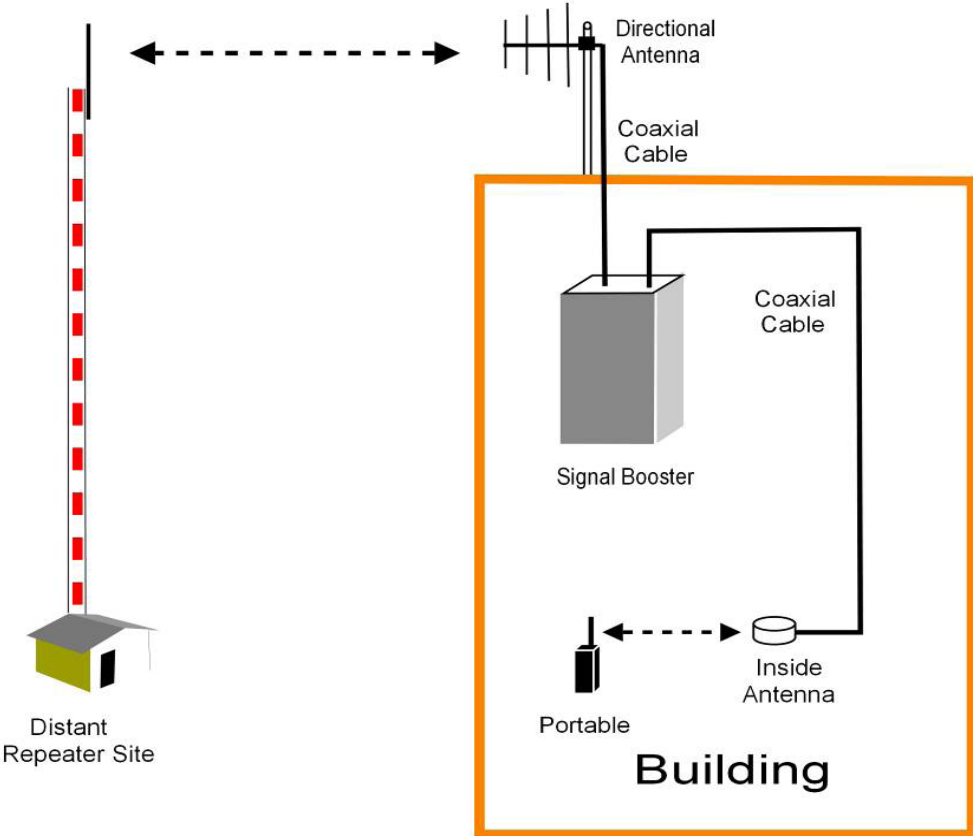 Directional
Antenna
Coaxial
Cable
Coaxial
Cable
Signal Booster
Inside
Antenna
Portable
Distant
Repeater Site
Building